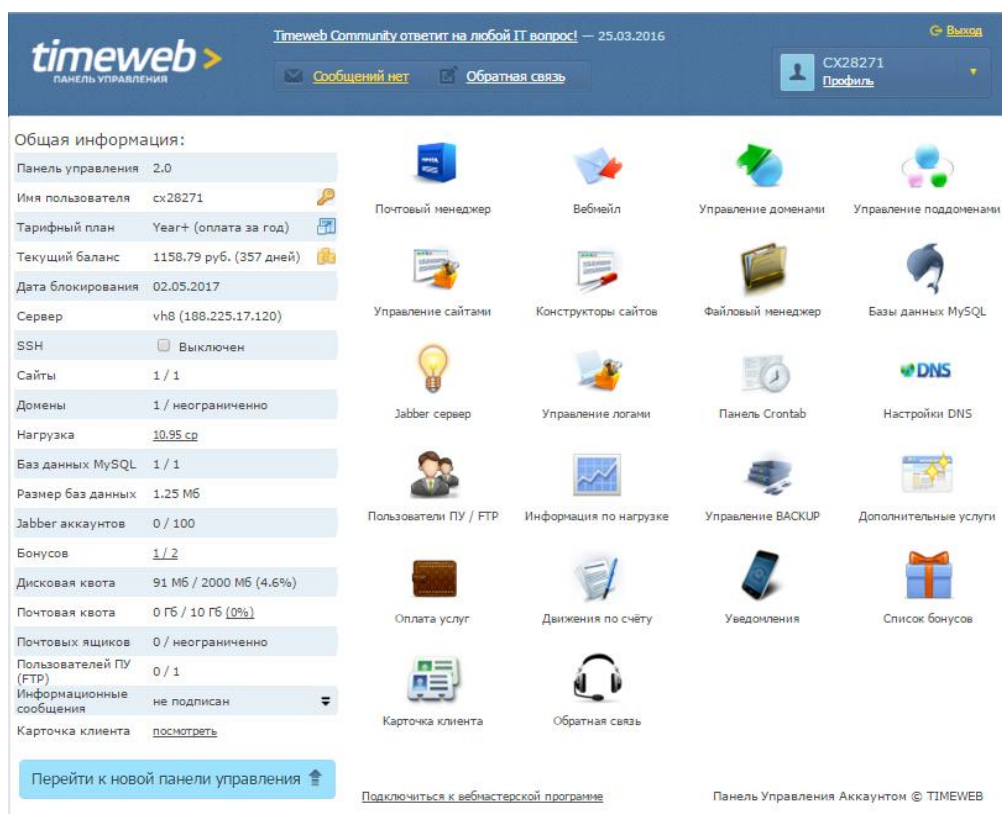 timeweb>
ПАНЕЛЬ УПРАВЛЕНИЯ
Timeweb Community ответит на любой IT вопрос! — 25.03.2016
Сообщений нет
Обратная связь
Выход
CX28271
Профиль
Общая информация:
Панель управления 2.0
Имя пользователя cx28271
Тарифный план Year+ (оплата за год)
Текущий баланс 1158.79 руб. (357 дней)
Дата блокирования 02.05.2017
Сервер vh8 (188.225.17.120)
SSH Выключен
Сайты 1 / 1
Домены 1 / неограниченно
Нагрузка 10.95 cp
Баз данных MySQL 1 / 1
Размер баз данных 1.25 Мб
Jabber аккаунтов 0 / 100
Бонусов 1 / 2
Дисковая квота 91 Мб / 2000 Мб (4.6%)
Почтовая квота 0 Гб / 10 Гб (0%)
Почтовых ящиков 0 / неограниченно
Пользователей ПУ
(FTP) 0 / 1
Информационные
сообщения не подписан
Карточка клиента посмотреть
Перейти к новой панели управления
Почтовый менеджер Вебмейл Управление доменами Управление поддоменами
Управление сайтами Конструкторы сайтов Файловый менеджер Базы данных MySQL
DNS
Jabber сервер Управление логами Панель Crontab Настройки DNS
Пользователи ПУ / FTP Информация по нагрузке Управление BACKUP Дополнительные услуги
Оплата услуг Движения по счёту Уведомления Список бонусов
Карточка клиента Обратная связь
Подключиться к вебмастерской программе
Панель Управления Аккаунтом © TIMEWEB